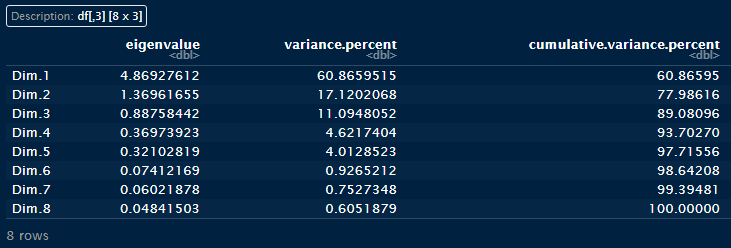 Description: df[,3] [8 x 3]
eigenvalue variance.percent cumulative.variance.percent
<dbl> <dbl> <dbl>
Dim.1 4.86927612 60.8659515 60.86595
Dim.2 1.36961655 17.1202068 77.98616
Dim.3 0.88758442 11.0948052 89.08096
Dim.4 0.36973923 4.6217404 93.70270
Dim.5 0.32102819 4.0128523 97.71556
Dim.6 0.07412169 0.9265212 98.64208
Dim.7 0.06021878 0.7527348 99.39481
Dim.8 0.04841503 0.6051879 100.00000
8 rows